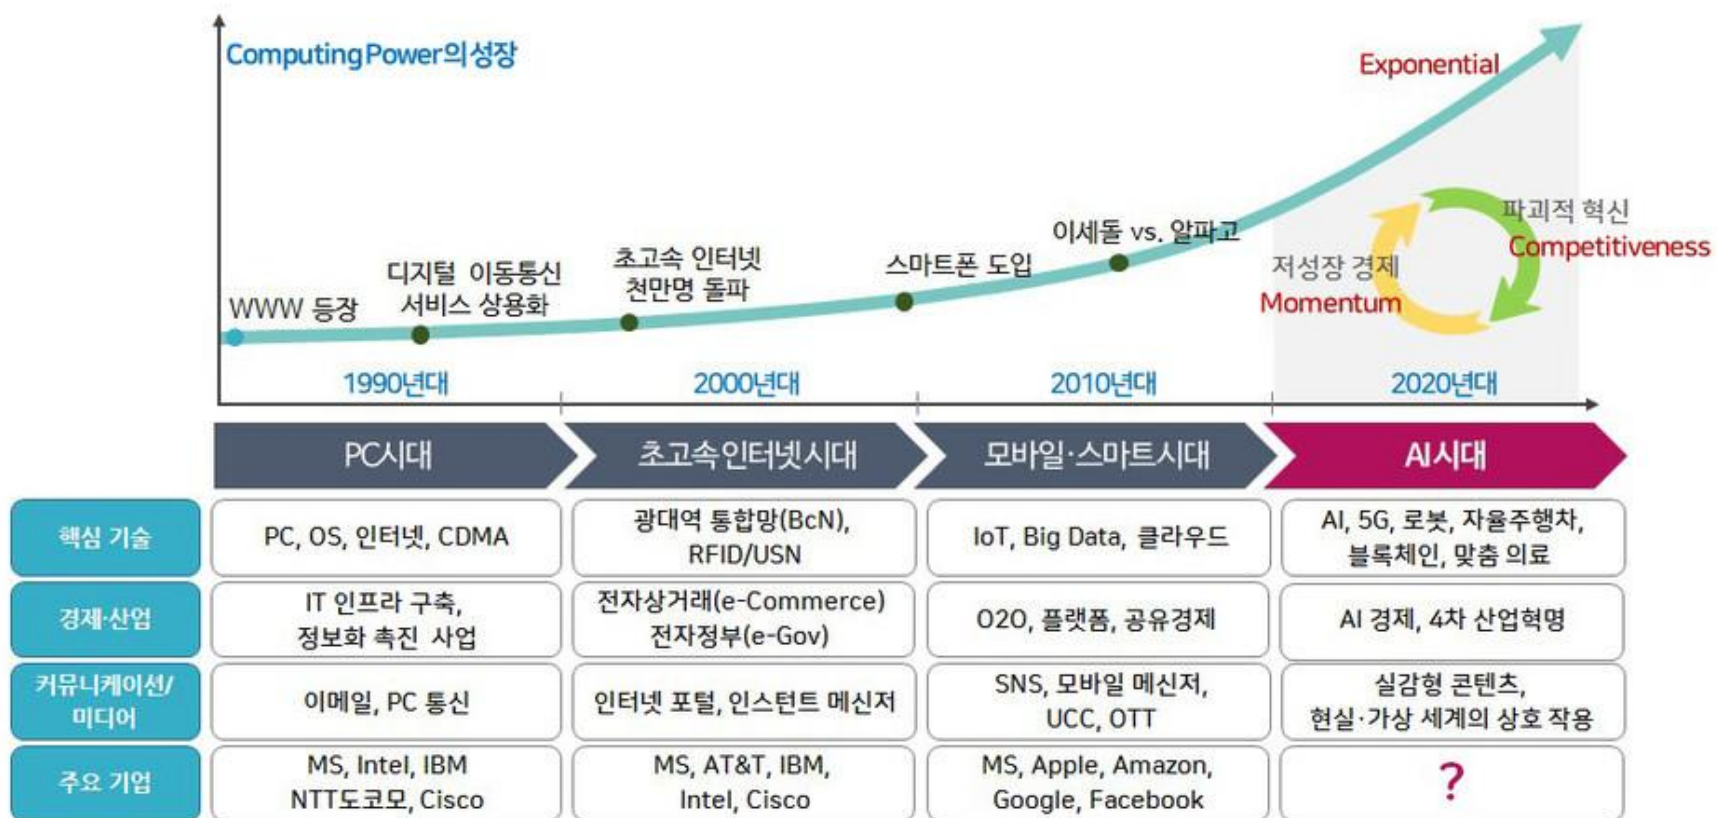 Computing Power의 성장
Exponential
파괴적 혁신
Competitiveness
저성장 경제
Momentum
이세돌 vs. 알파고
스마트폰 도입
초고속 인터넷
천만명 돌파
디지털 이동통신
서비스 상용화
WWW 등장
1990년대
2000년대
2010년대
2020년대
PC시대
초고속인터넷시대
모바일·스마트시대
AI시대
핵심 기술
PC, OS, 인터넷, CDMA
광대역 통합망(BcN),
RFID/USN
IoT, Big Data, 클라우드
AI, 5G, 로봇, 자율주행차,
블록체인, 맞춤 의료
경제·산업
IT 인프라 구축,
정보화 촉진 사업
전자상거래(e-Commerce)
전자정부(e-Gov)
O2O, 플랫폼, 공유경제
AI 경제, 4차 산업혁명
커뮤니케이션/
미디어
이메일, PC 통신
인터넷 포털, 인스턴트 메신저
SNS, 모바일 메신저,
UCC, OTT
실감형 콘텐츠,
현실·가상 세계의 상호 작용
주요 기업
MS, Intel, IBM
NTT도코모, Cisco
MS, AT&T, IBM,
Intel, Cisco
MS, Apple, Amazon,
Google, Facebook
?